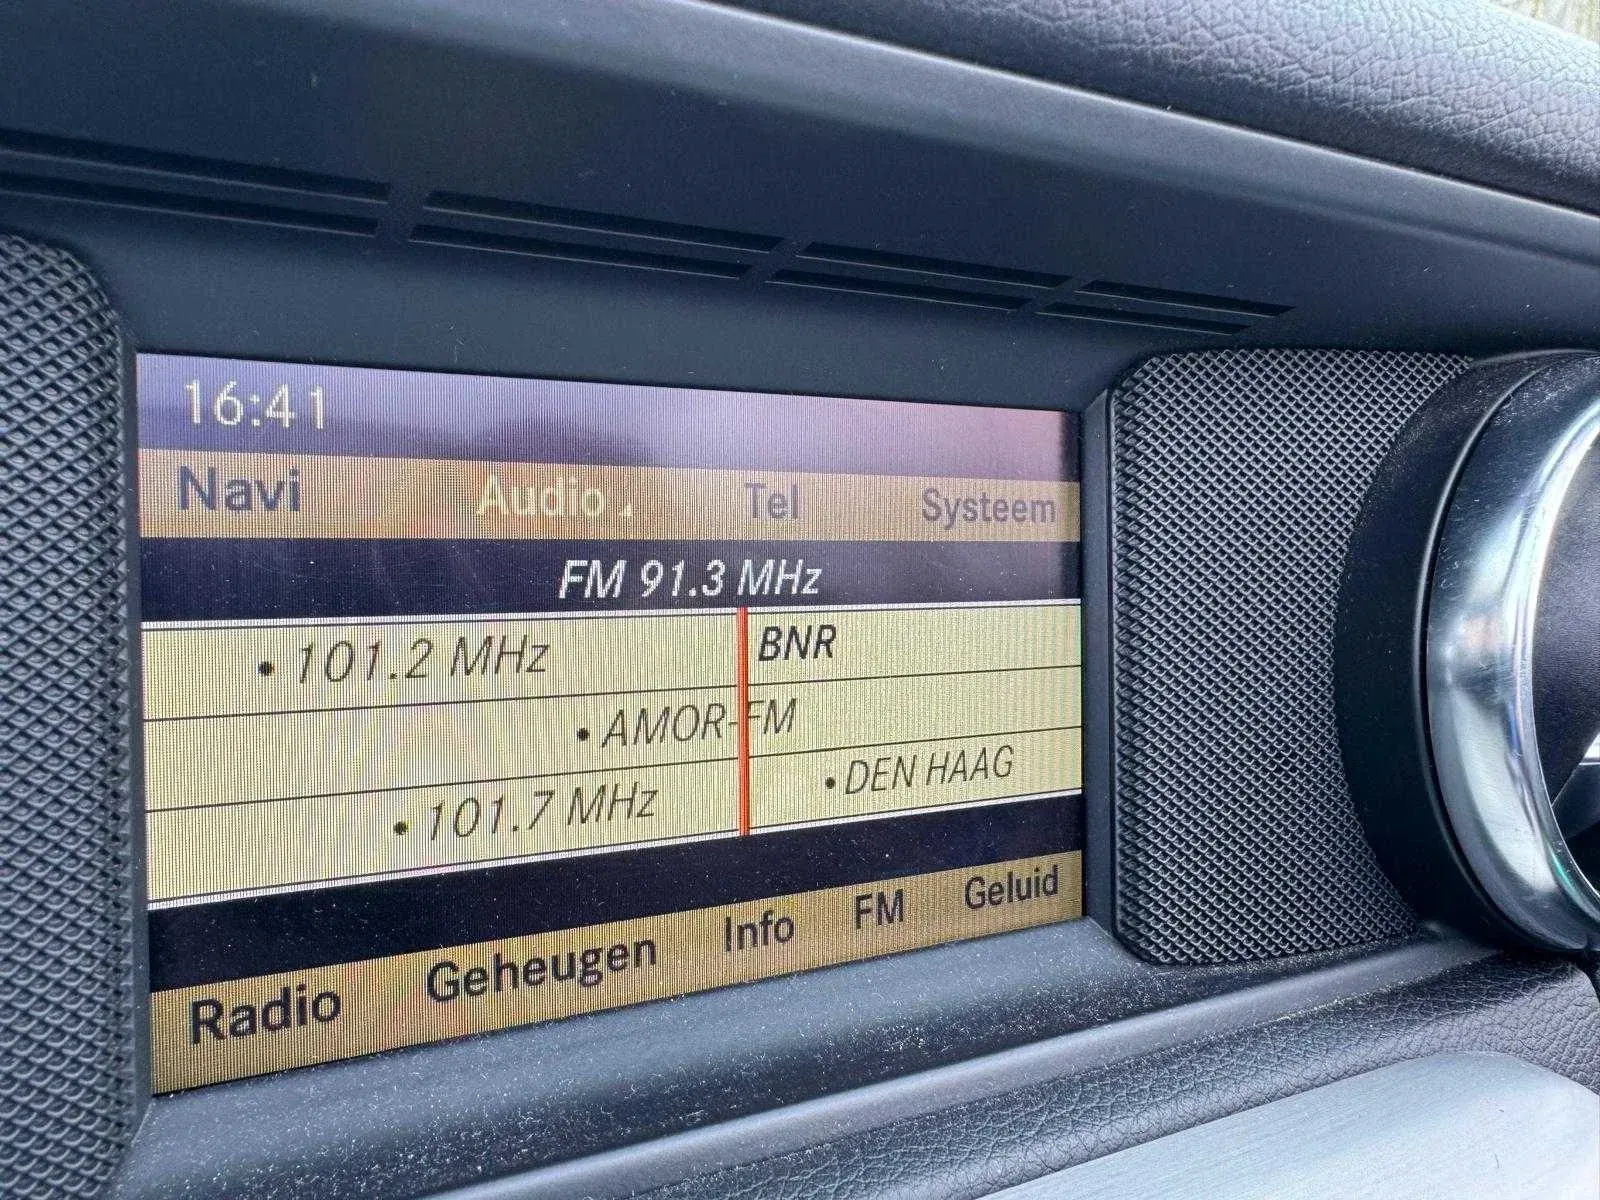 16:41
Navi Audio Tel Systeem
FM 91.3 MHz
• 101.2 MHz BNR
• AMOR-FM
• 101.7 MHz • DEN HAAG
Radio Geheugen Info FM Geluid